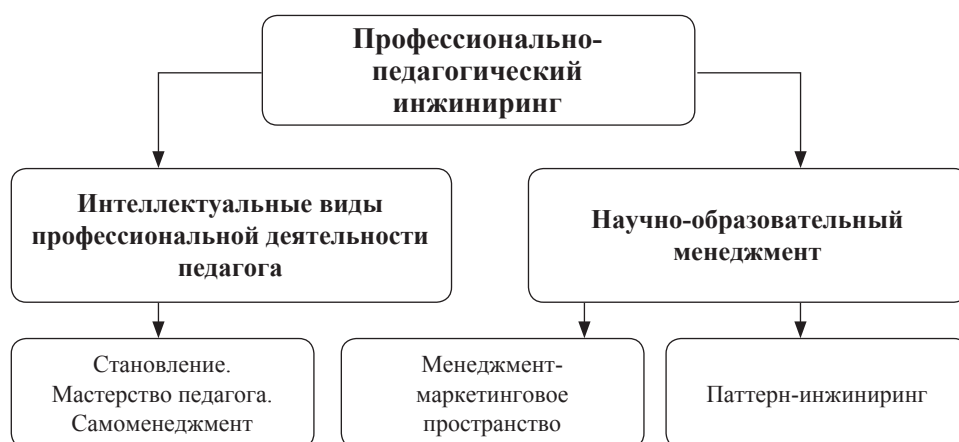 Профессионально-
педагогический
инжиниринг
Интеллектуальные виды
профессиональной деятельности
педагога
Научно-образовательный
менеджмент
Становление.
Мастерство педагога.
Самоменеджмент
Менеджмент-
маркетинговое
пространство
Паттерн-инжиниринг